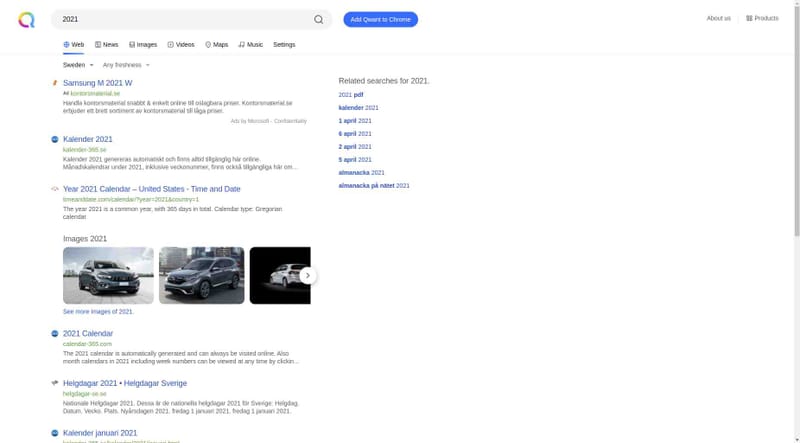 2021
Add Qwant to Chrome
About us
Products
Web
News
Images
Videos
Maps
Music
Settings
Sweden
Any freshness
Samsung M 2021 W
Ad kontorsmaterial.se
Handla kontorsmaterial snabbt & enkelt online till oslagbara priser. Kontorsmaterial.se
erbjuder ett brett sortiment av kontorsmaterial till låga priser.
Ads by Microsoft - Confidentiality
Kalender 2021
kalender-365.se
Kalender 2021 genereras automatiskt och finns alltid tillgänglig här online.
Månadskalendrar under 2021, inklusive veckonummer, finns också tillgängliga här om...
Year 2021 Calendar – United States - Time and Date
timeanddate.com/calendar/?year=2021&country=1
The year 2021 is a common year, with 365 days in total. Calendar type: Gregorian
calendar
Images 2021
See more images of 2021.
2021 Calendar
calendar-365.com
The 2021 calendar is automatically generated and can always be visited online. Also
month calendars in 2021 including week numbers can be viewed at any time by clickin...
Helgdagar 2021 • Helgdagar Sverige
helgdagar-se.se
Nationale Helgdagar 2021. Dessa är de nationella helgdagar 2021 för Sverige: Helgdag.
Datum. Vecko. Plats. Nyårsdagen 2021. fredag 1 januari 2021. fredag 1 januari 2021.
Kalender januari 2021
Related searches for 2021.
2021 pdf
kalender 2021
1 april 2021
6 april 2021
2 april 2021
5 april 2021
almanacka 2021
almanacka på nätet 2021